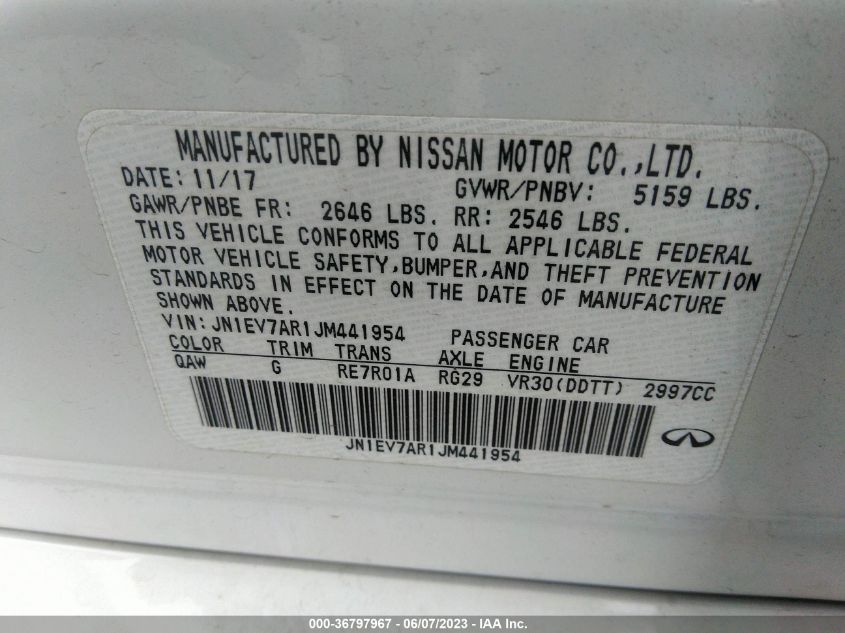 MANUFACTURED BY NISSAN MOTOR CO.,LTD.
DATE: 11/17 GVWR/PNBV: 5159 LBS.
GAWR/PNBE FR: 2646 LBS. RR: 2546 LBS.
THIS VEHICLE CONFORMS TO ALL APPLICABLE FEDERAL
MOTOR VEHICLE SAFETY,BUMPER,AND THEFT PREVENTION
STANDARDS IN EFFECT ON THE DATE OF MANUFACTURE
SHOWN ABOVE.
VIN:JN1EV7AR1JM441954 PASSENGER CAR
COLOR TRIM TRANS AXLE ENGINE
QAW G RE7R01A RG29 VR30(DDTT) 2997CC
JN1EV7AR1JM441954
000-36797967 - 06/07/2023 - IAA Inc.